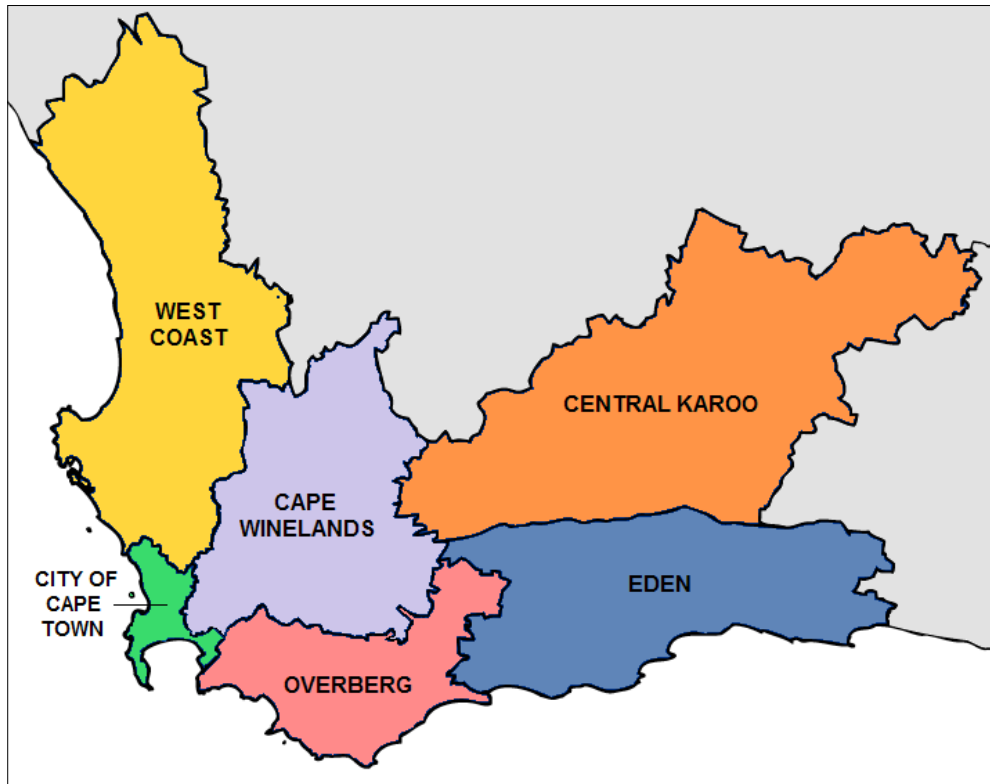 WEST
COAST
CENTRAL KAROO
CAPE
WINELANDS
CITY OF
CAPE
TOWN
EDEN
OVERBERG